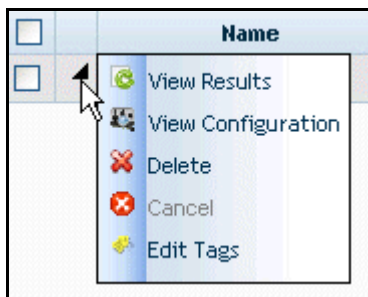 Name
View Results
View Configuration
Delete
Cancel
Edit Tags